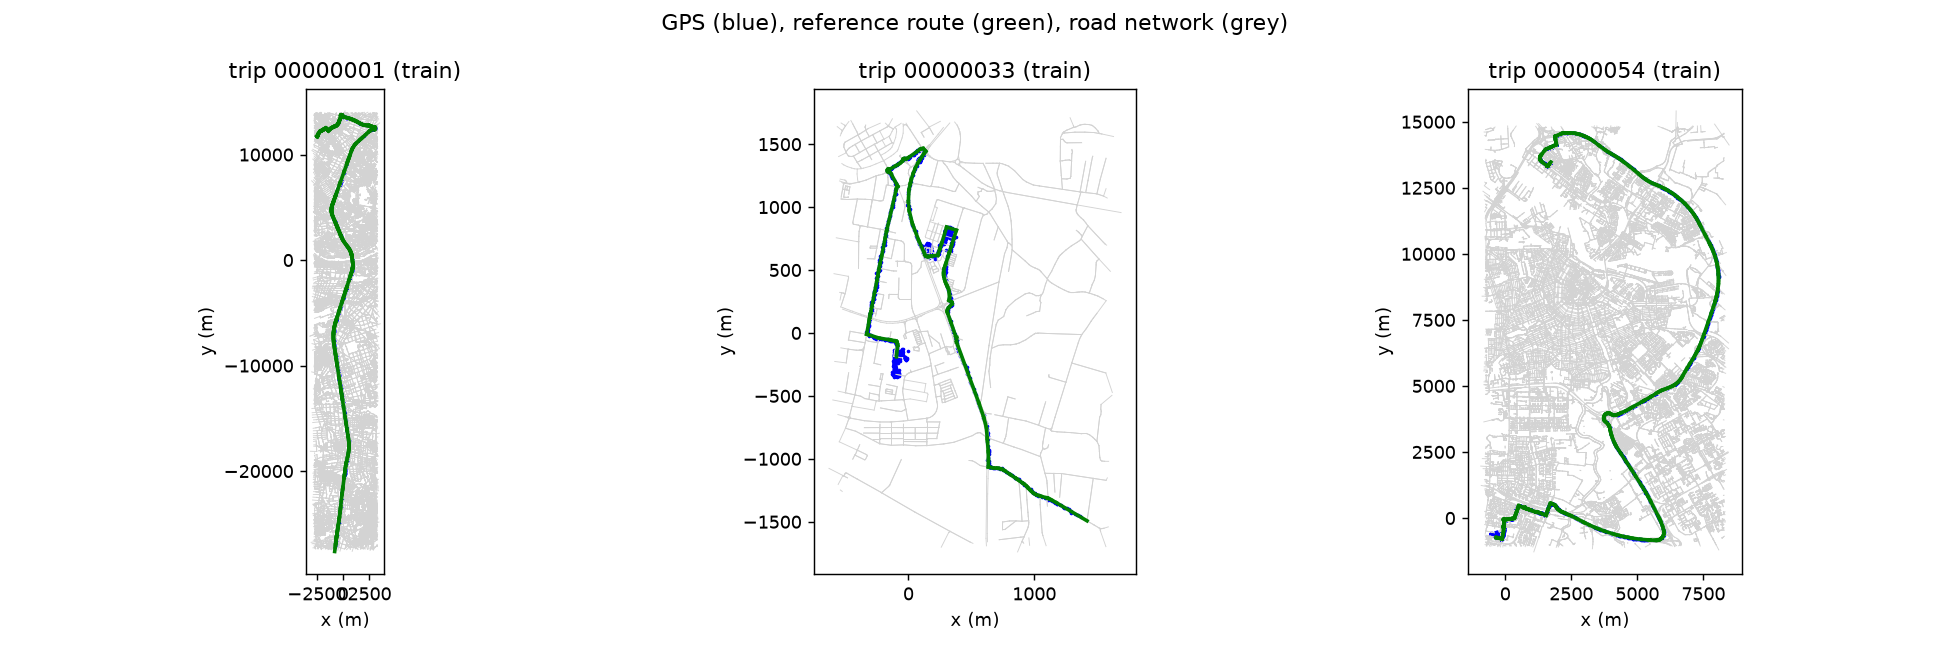 GPS (blue), reference route (green), road network (grey)
trip 00000001 (train)
10000
0
−10000
−20000
y (m)
−2500
0
2500
x (m)
trip 00000033 (train)
1500
1000
500
0
−500
−1000
−1500
y (m)
0
1000
x (m)
trip 00000054 (train)
15000
12500
10000
7500
5000
2500
0
y (m)
0
2500
5000
7500
x (m)